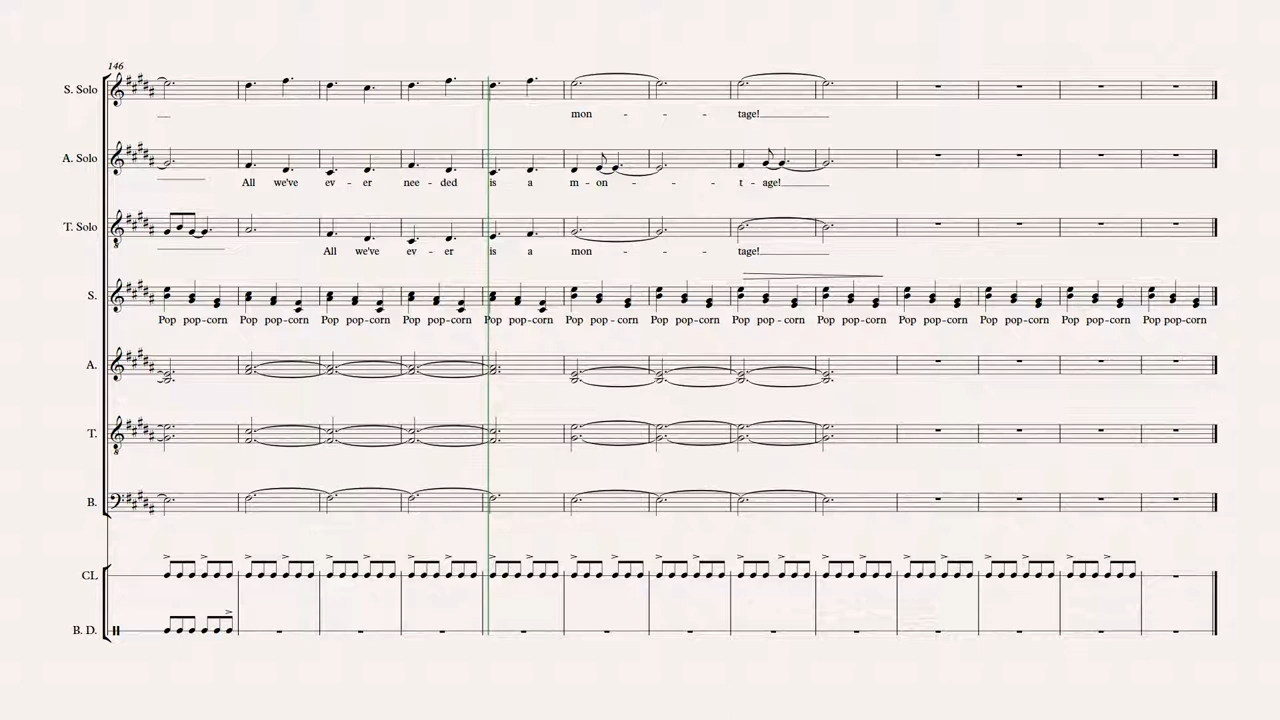 146
S. Solo
mon - - - tage!
A. Solo
All we've ev - er nee - ded is a m - on - - - t - age!
T. Solo
All we've ev - er is a mon - - - tage!
S.
Pop pop-corn Pop pop-corn Pop pop-corn Pop pop-corn Pop pop-corn Pop pop - corn Pop pop-corn Pop pop - corn Pop pop-corn Pop pop-corn Pop pop-corn Pop pop-corn Pop pop-corn
A.
T.
B.
CL
B. D.